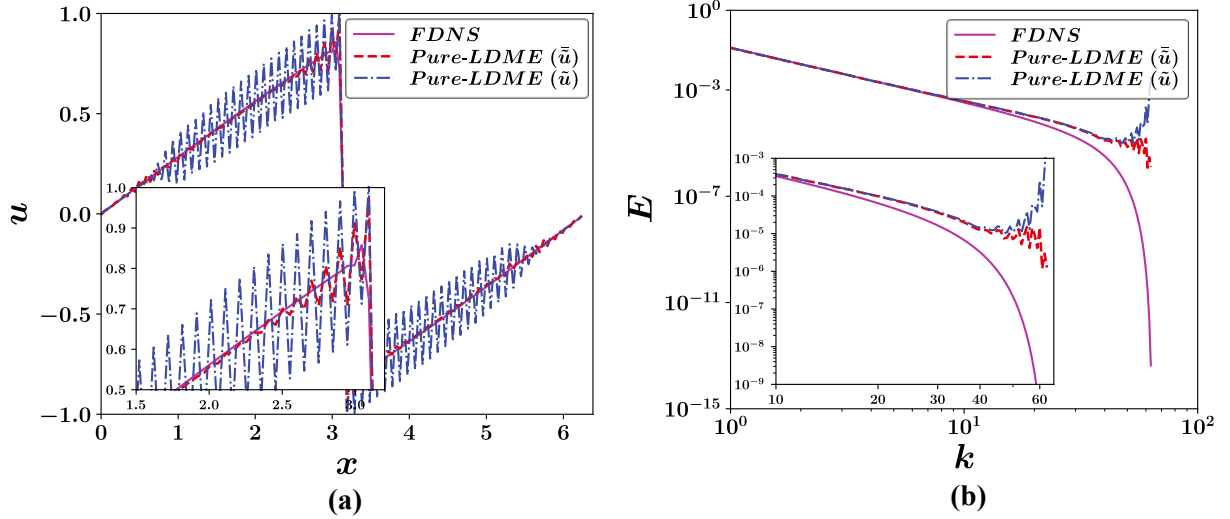 1.0
0.5
0.0
−0.5
−1.0
u
0 1 2 3 4 5 6
x
FDNS
Pure-LDME (ũ̄)
Pure-LDME (ũ)
1.0
0.9
0.8
0.7
0.6
0.5
1.5 2.0 2.5 3.0
(a)
10⁰
10⁻³
10⁻⁷
10⁻¹¹
10⁻¹⁵
E
10⁰ 10¹ 10²
k
FDNS
Pure-LDME (ũ̄)
Pure-LDME (ũ)
10⁻³
10⁻⁴
10⁻⁵
10⁻⁶
10⁻⁷
10⁻⁸
10⁻⁹
10 20 30 40 60
(b)